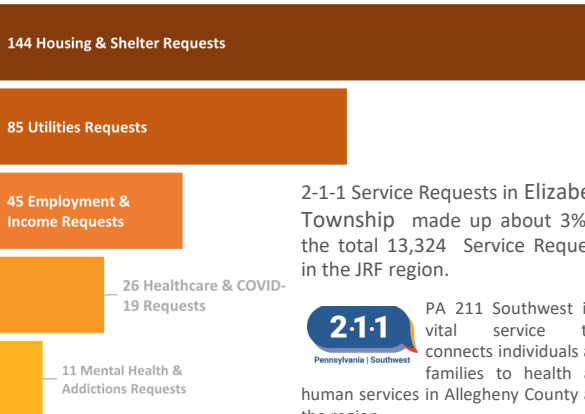 144 Housing & Shelter Requests
85 Utilities Requests
45 Employment &
Income Requests
26 Healthcare & COVID-
19 Requests
11 Mental Health &
Addictions Requests
2-1-1 Service Requests in
Township made up about 3%
the total 13,324 Service
in the JRF region.
2·1·1
Pennsylvania | Southwest
PA 211 Southwest
vital service
connects individuals
families to health
human services in Allegheny County
the region